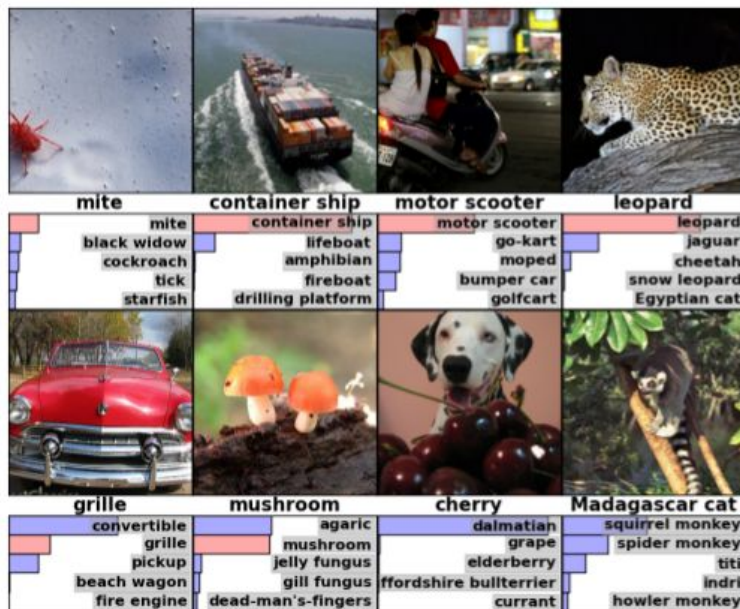 mite
container ship
motor scooter
leopard
mite
black widow
cockroach
tick
starfish
container ship
lifeboat
amphibian
fireboat
drilling platform
motor scooter
go-kart
moped
bumper car
golfcart
leopard
jaguar
cheetah
snow leopard
Egyptian cat
grille
mushroom
cherry
Madagascar cat
convertible
grille
pickup
beach wagon
fire engine
agaric
mushroom
jelly fungus
gill fungus
dead-man's-fingers
dalmatian
grape
elderberry
ffordshire bullterrier
currant
squirrel monkey
spider monkey
titi
indri
howler monkey